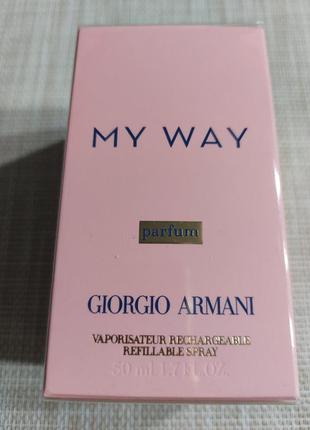 MY WAY
parfum
GIORGIO ARMANI
VAPORISATEUR RECHARGEABLE
REFILLABLE SPRAY
50 ml 1.7 FL.OZ.